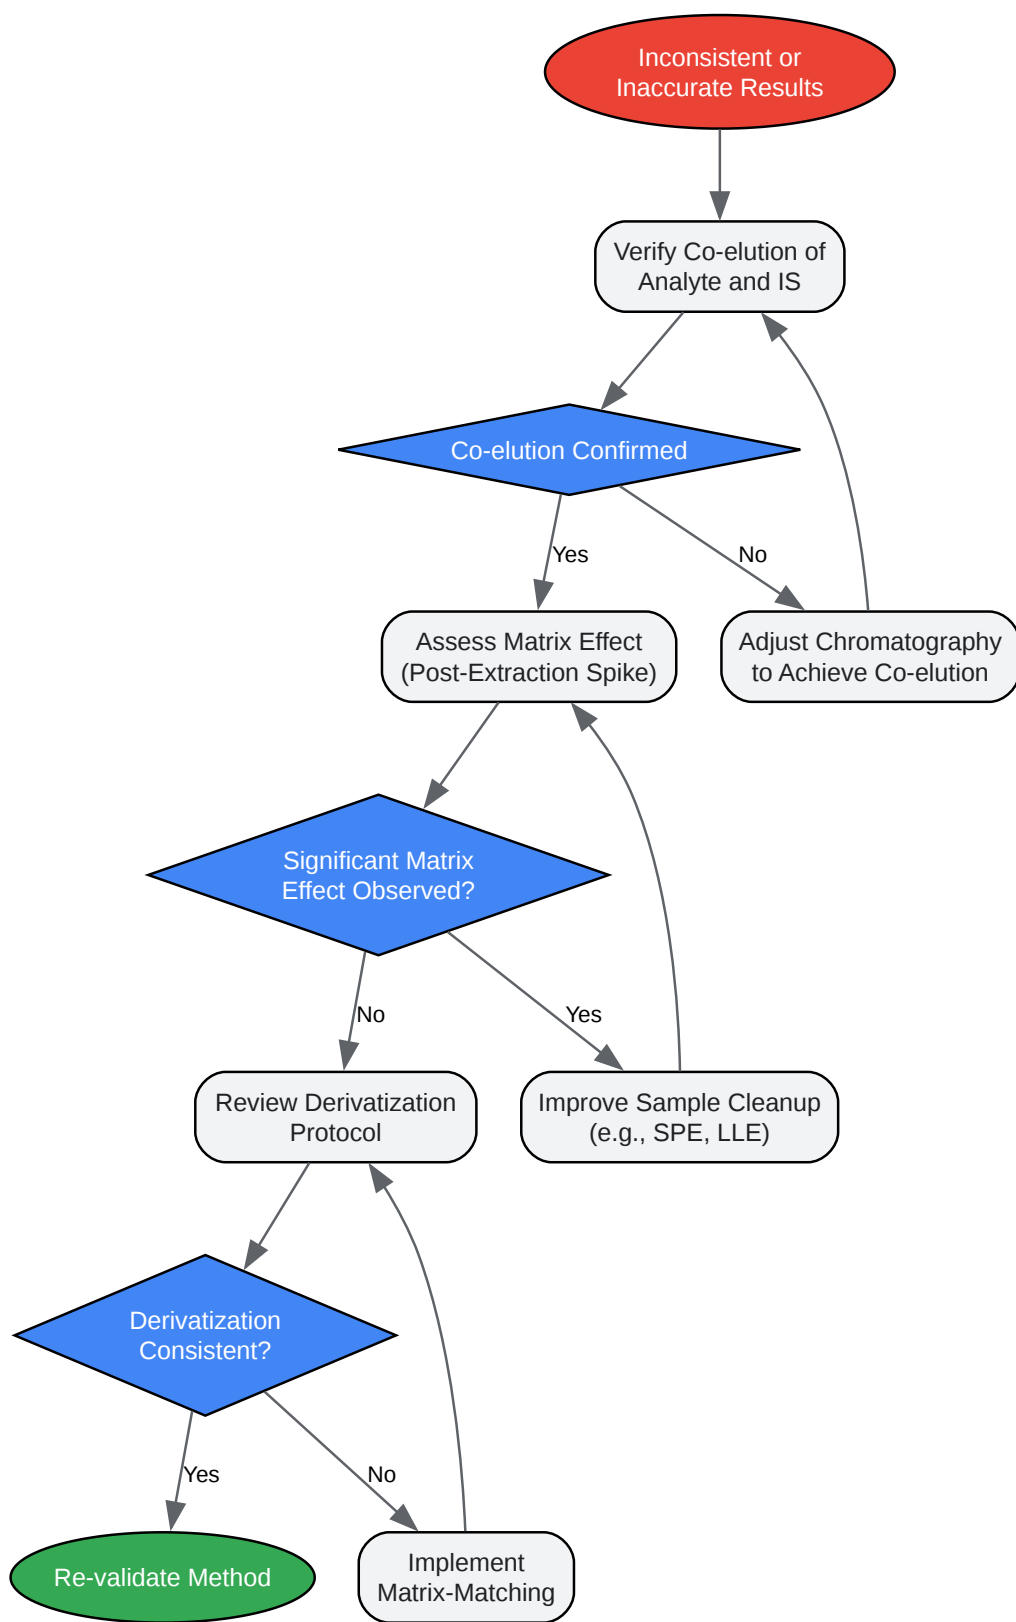 Inconsistent or
Inaccurate Results
Verify Co-elution of
Analyte and IS
Co-elution Confirmed
Yes
No
Assess Matrix Effect
(Post-Extraction Spike)
Adjust Chromatography
to Achieve Co-elution
Significant Matrix
Effect Observed?
No
Yes
Review Derivatization
Protocol
Improve Sample Cleanup
(e.g., SPE, LLE)
Derivatization
Consistent?
Yes
No
Re-validate Method
Implement
Matrix-Matching